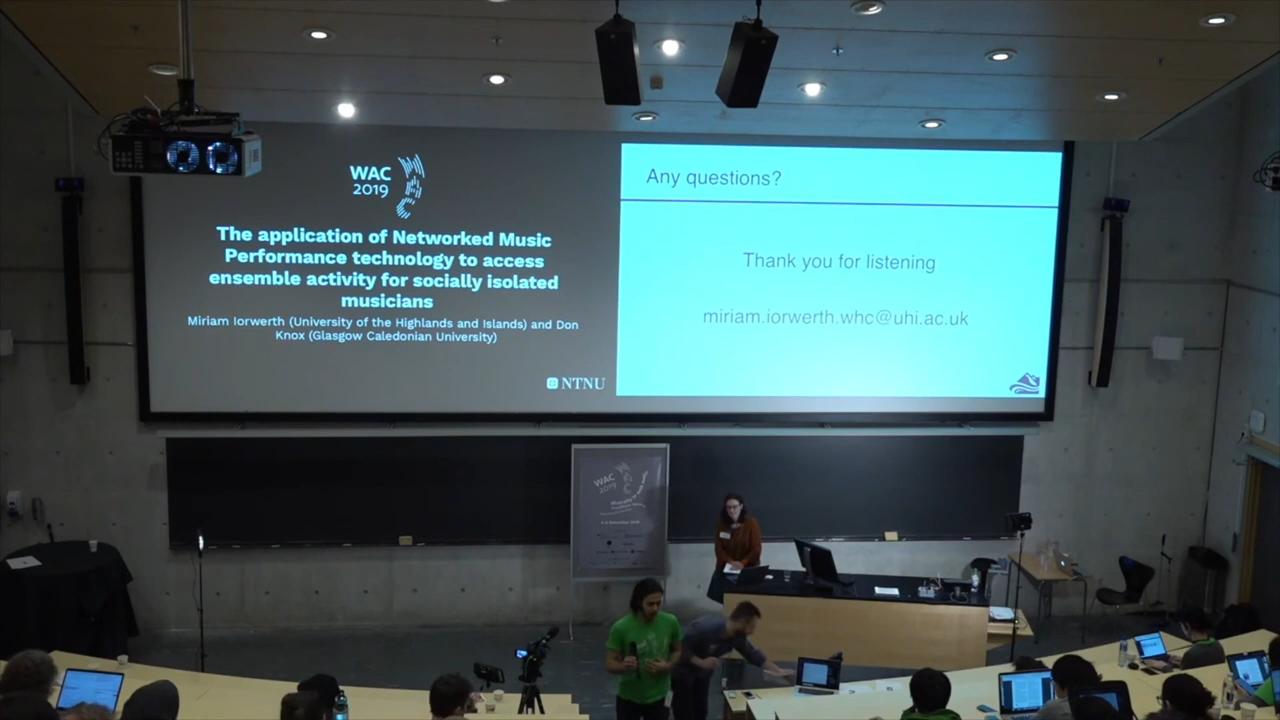 WAC
2019
The application of Networked Music
Performance technology to access
ensemble activity for socially isolated
musicians
Miriam Iorwerth (University of the Highlands and Islands) and Don
Knox (Glasgow Caledonian University)
NTNU
Any questions?
Thank you for listening
miriam.iorwerth.whc@uhi.ac.uk
WAC
2019